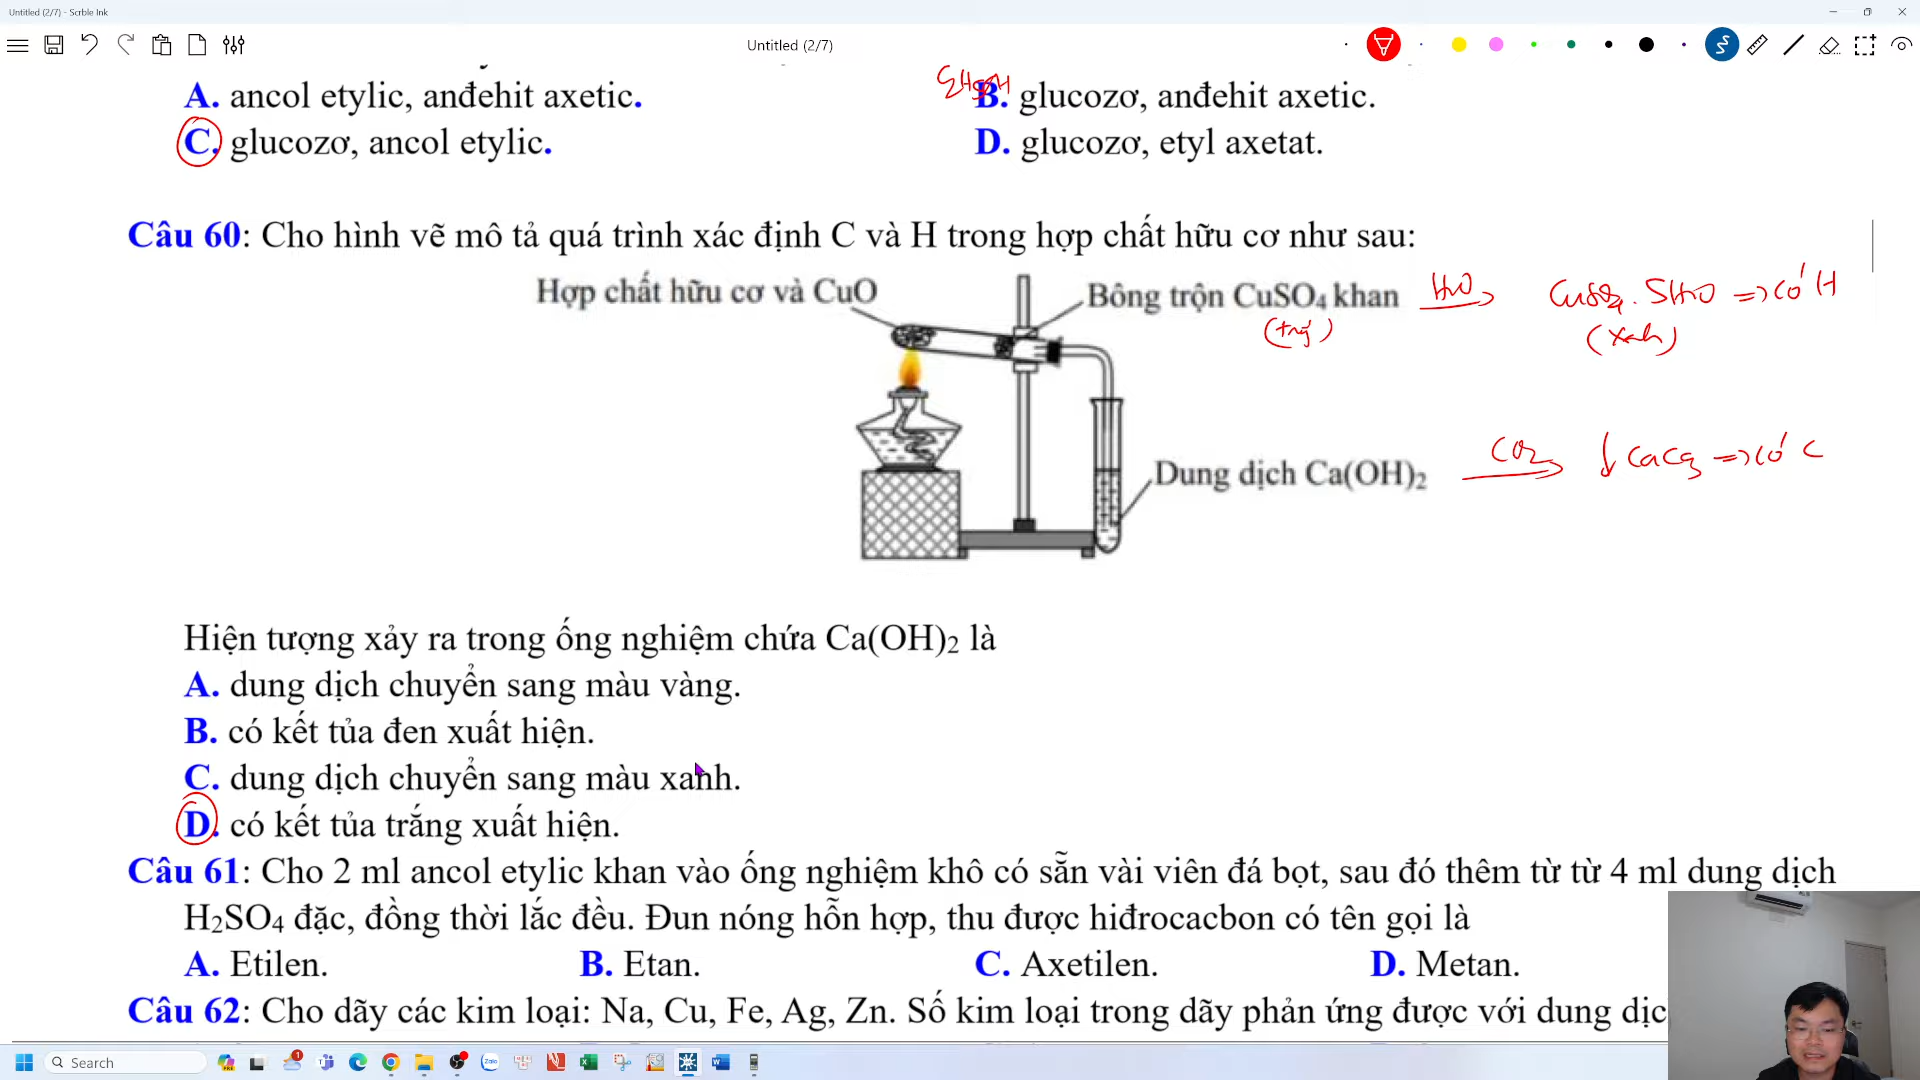 Untitled (2/7) - Scrble Ink
Untitled (2/7)
A. ancol etylic, anđehit axetic.
B. glucozơ, anđehit axetic.
C. glucozơ, ancol etylic.
D. glucozơ, etyl axetat.
Câu 60: Cho hình vẽ mô tả quá trình xác định C và H trong hợp chất hữu cơ như sau:
Hợp chất hữu cơ và CuO
Bông trộn CuSO4 khan
H2O
CuSO4.5H2O => có H
(xanh)
Dung dịch Ca(OH)2
CO2
↓ CaCO3 => có C
Hiện tượng xảy ra trong ống nghiệm chứa Ca(OH)2 là
A. dung dịch chuyển sang màu vàng.
B. có kết tủa đen xuất hiện.
C. dung dịch chuyển sang màu xanh.
D. có kết tủa trắng xuất hiện.
Câu 61: Cho 2 ml ancol etylic khan vào ống nghiệm khô có sẵn vài viên đá bọt, sau đó thêm từ từ 4 ml dung dịch
H2SO4 đặc, đồng thời lắc đều. Đun nóng hỗn hợp, thu được hiđrocacbon có tên gọi là
A. Etilen.
B. Etan.
C. Axetilen.
D. Metan.
Câu 62: Cho dãy các kim loại: Na, Cu, Fe, Ag, Zn. Số kim loại trong dãy phản ứng được với dung dịc
Search